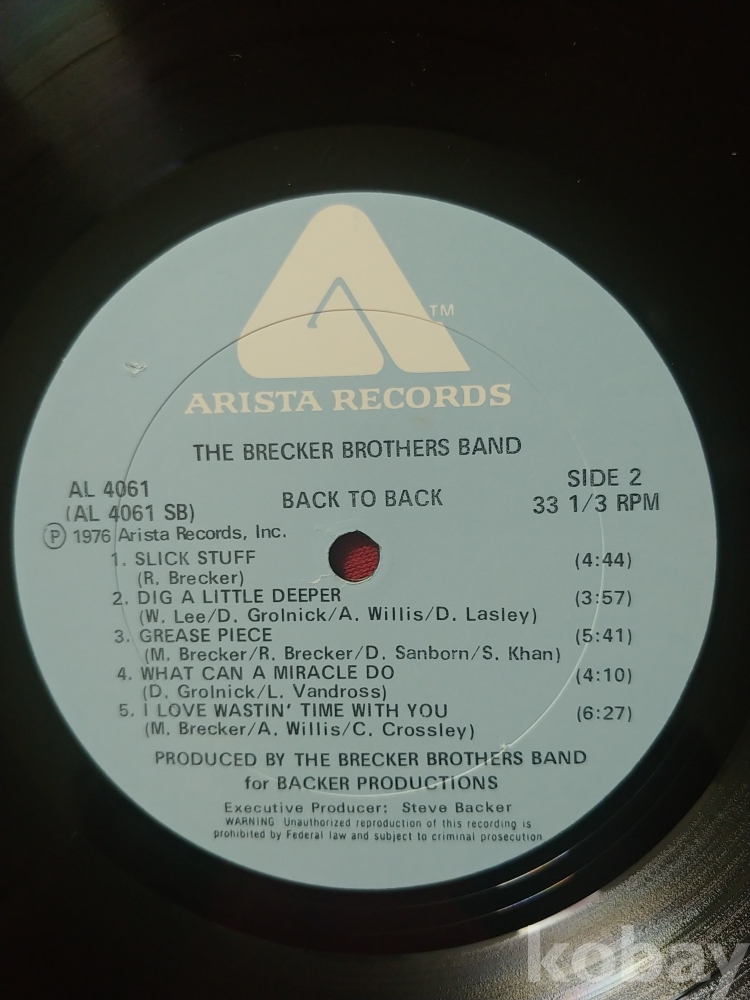 TM
ARISTA RECORDS
THE BRECKER BROTHERS BAND
AL 4061
(AL 4061 SB)
BACK TO BACK
SIDE 2
33 1/3 RPM
Ⓟ 1976 Arista Records, Inc.
1. SLICK STUFF (4:44)
(R. Brecker)
2. DIG A LITTLE DEEPER (3:57)
(W. Lee/D. Grolnick/A. Willis/D. Lasley)
3. GREASE PIECE (5:41)
(M. Brecker/R. Brecker/D. Sanborn/S. Khan)
4. WHAT CAN A MIRACLE DO (4:10)
(D. Grolnick/L. Vandross)
5. I LOVE WASTIN' TIME WITH YOU (6:27)
(M. Brecker/A. Willis/C. Crossley)
PRODUCED BY THE BRECKER BROTHERS BAND
for BACKER PRODUCTIONS
Executive Producer: Steve Backer
WARNING Unauthorized reproduction of this recording is
prohibited by Federal law and subject to criminal prosecution
kobay